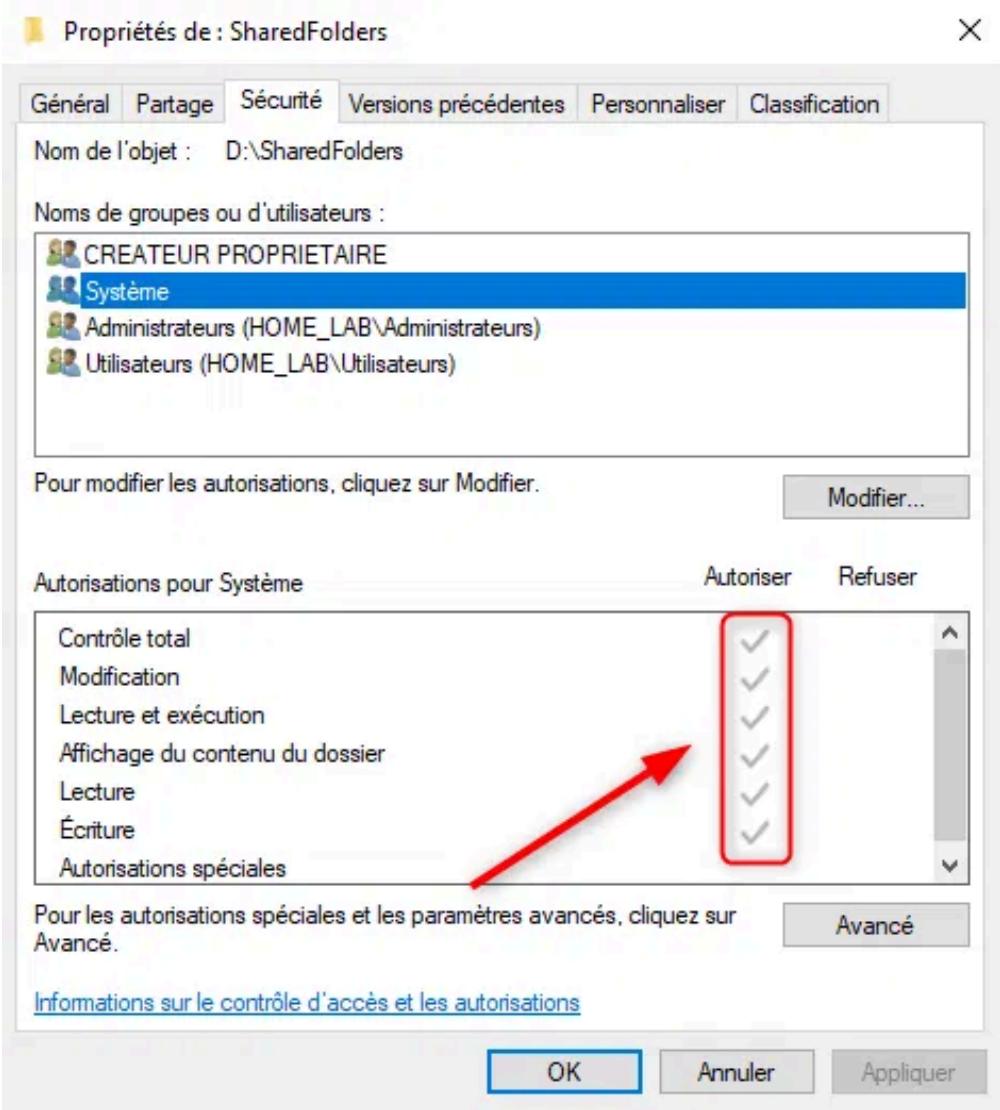 Propriétés de : SharedFolders
Général Partage Sécurité Versions précédentes Personnaliser Classification
Nom de l'objet : D:\SharedFolders
Noms de groupes ou d'utilisateurs :
CREATEUR PROPRIETAIRE
Système
Administrateurs (HOME_LAB\Administrateurs)
Utilisateurs (HOME_LAB\Utilisateurs)
Pour modifier les autorisations, cliquez sur Modifier.
Modifier...
Autorisations pour Système Autoriser Refuser
Contrôle total
Modification
Lecture et exécution
Affichage du contenu du dossier
Lecture
Écriture
Autorisations spéciales
Pour les autorisations spéciales et les paramètres avancés, cliquez sur
Avancé.
Avancé
Informations sur le contrôle d'accès et les autorisations
OK Annuler Appliquer